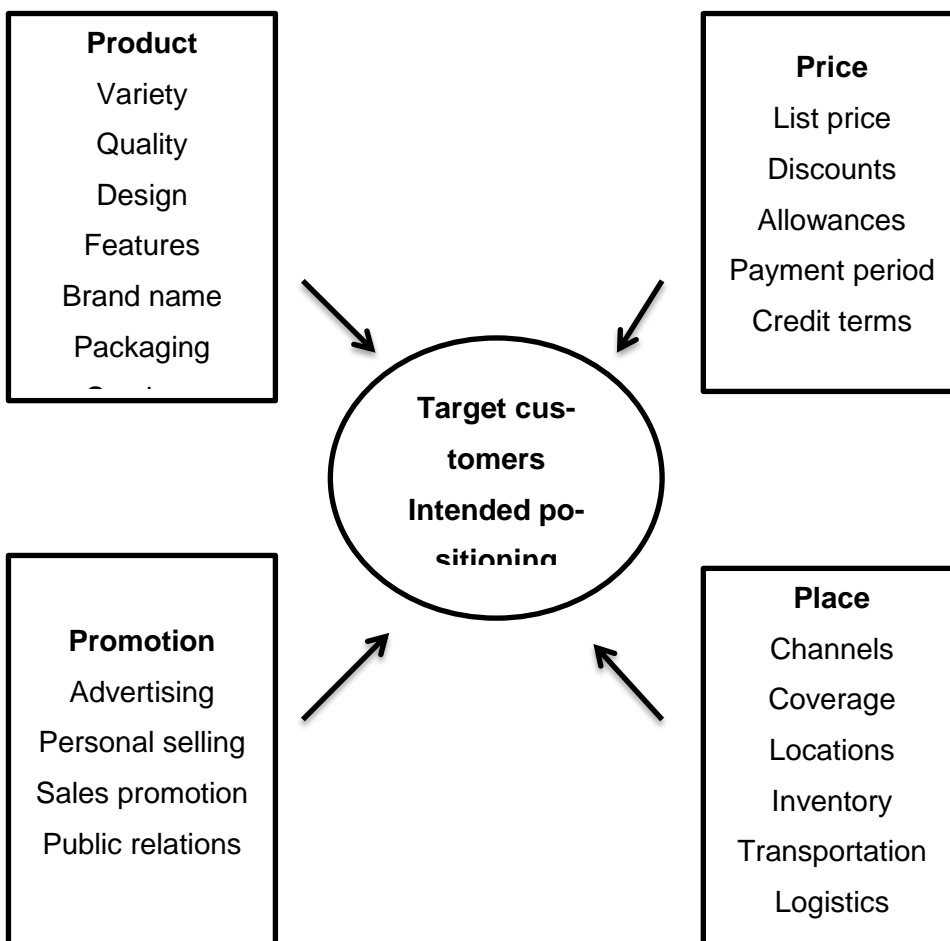 Product
Variety
Quality
Design
Features
Brand name
Packaging
Price
List price
Discounts
Allowances
Payment period
Credit terms
Target cus-
tomers
Intended po-
sitioning
Promotion
Advertising
Personal selling
Sales promotion
Public relations
Place
Channels
Coverage
Locations
Inventory
Transportation
Logistics